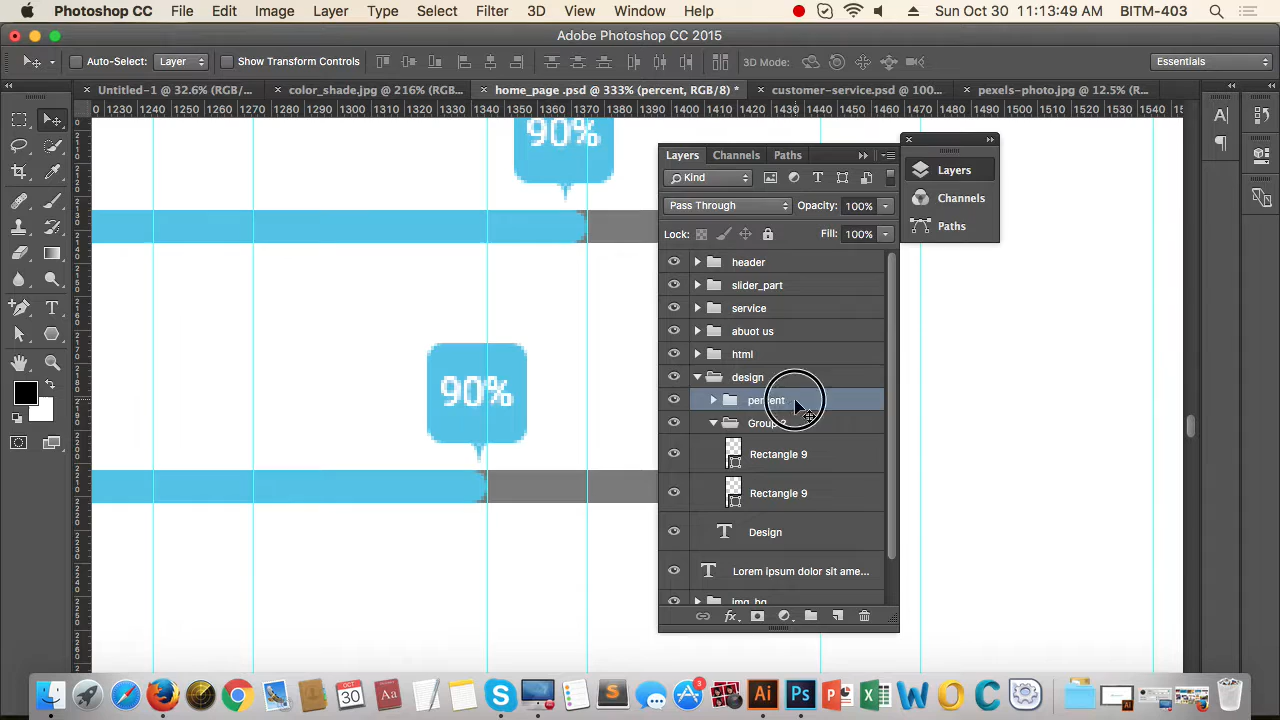 Photoshop CC File Edit Image Layer Type Select Filter 3D View Window Help Sun Oct 30 11:13:49 AM BITM-403
Adobe Photoshop CC 2015
Auto-Select: Layer Show Transform Controls 3D Mode: Essentials
Untitled-1 @ 32.6% (RGB/... color_shade.jpg @ 216% (RGB... home_page .psd @ 333% (percent, RGB/8) * customer-service.psd @ 100... pexels-photo.jpg @ 12.5% (R...
0 1230 1240 1250 1260 1270 1280 1290 1300 1310 1320 1330 1340 1350 1360 1370 1380 1390 1400 1410 1420 1430 1440 1450 1460 1470 1480 1490 1500 1510 1520 1530 1540
90%
Layers Channels Paths
Kind
Pass Through Opacity: 100%
Lock: Fill: 100%
header
slider_part
service
abuot us
html
design
percent
Rectangle 9
Rectangle 9
Design
Lorem ipsum dolor sit ame...
img_bg
Layers
Channels
Paths
90%
OCT
30
3